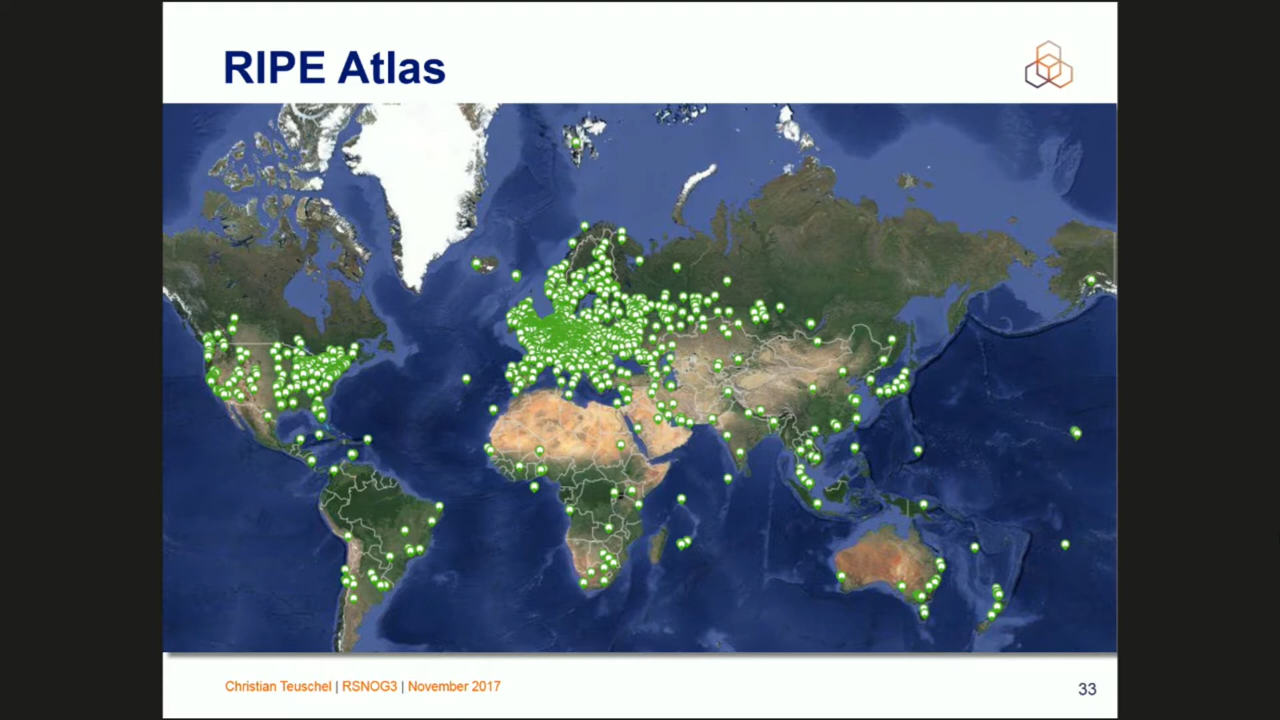 RIPE Atlas
Christian Teuschel | RSNOG3 | November 2017
33